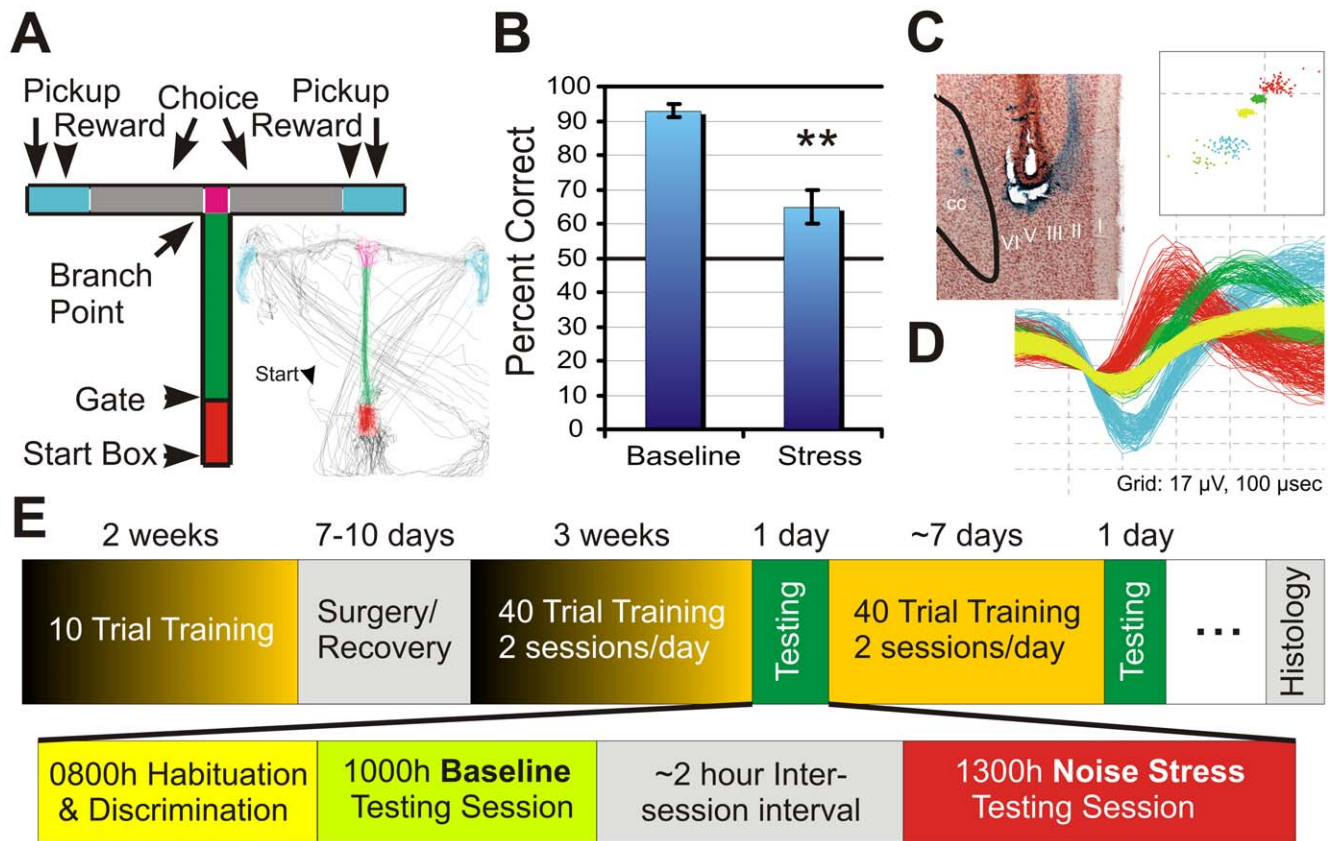 A
Pickup
Reward
Choice
Pickup
Reward
Branch
Point
Gate
Start Box
Start
B
Percent Correct
100
90
80
70
60
50
40
30
20
10
0
**
Baseline
Stress
C
cc
VI V III II I
D
Grid: 17 µV, 100 µsec
E
2 weeks
7-10 days
3 weeks
1 day
~7 days
1 day
10 Trial Training
Surgery/
Recovery
40 Trial Training
2 sessions/day
Testing
40 Trial Training
2 sessions/day
Testing
...
Histology
0800h Habituation
& Discrimination
1000h Baseline
Testing Session
~2 hour Inter-
session interval
1300h Noise Stress
Testing Session